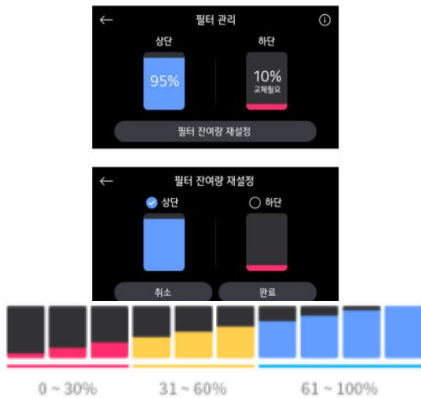 필터 관리
상단 하단
95% 10%
교체필요
필터 잔여량 재설정
필터 잔여량 재설정
상단 하단
취소 완료
0 ~ 30% 31 ~ 60% 61 ~ 100%